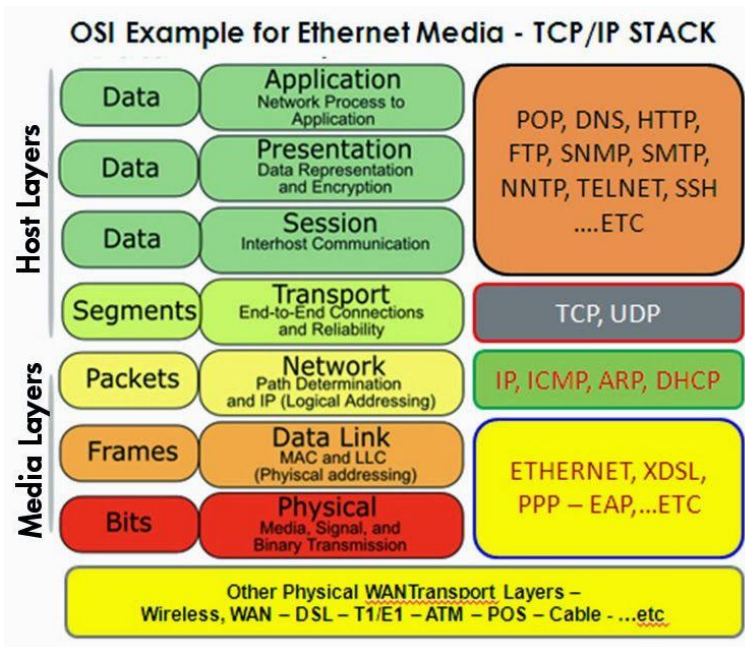 OSI Example for Ethernet Media - TCP/IP STACK
Host Layers
Data
Application
Network Process to
Application
Data
Presentation
Data Representation
and Encryption
Data
Session
Interhost Communication
POP, DNS, HTTP,
FTP, SNMP, SMTP,
NNTP, TELNET, SSH
....ETC
Segments
Transport
End-to-End Connections
and Reliability
TCP, UDP
Media Layers
Packets
Network
Path Determination
and IP (Logical Addressing)
IP, ICMP, ARP, DHCP
Frames
Data Link
MAC and LLC
(Phyiscal addressing)
Bits
Physical
Media, Signal, and
Binary Transmission
ETHERNET, XDSL,
PPP – EAP,...ETC
Other Physical WANTransport Layers –
Wireless, WAN – DSL – T1/E1 – ATM – POS – Cable - ...etc